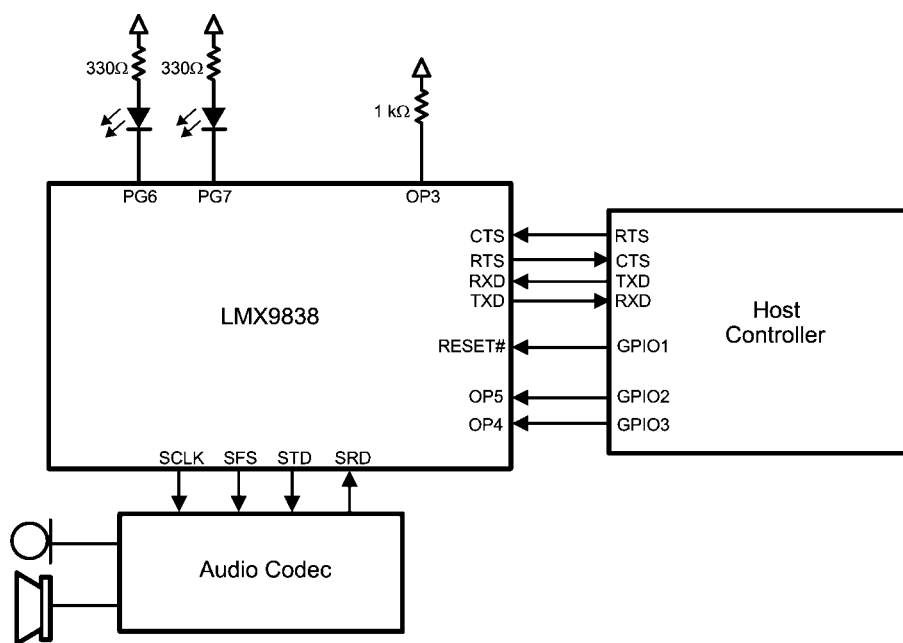 330Ω 330Ω
1 kΩ
PG6 PG7 OP3
CTS RTS
RTS CTS
RXD TXD
TXD RXD
LMX9838
Host
Controller
RESET# GPIO1
OP5 GPIO2
OP4 GPIO3
SCLK SFS STD SRD
Audio Codec